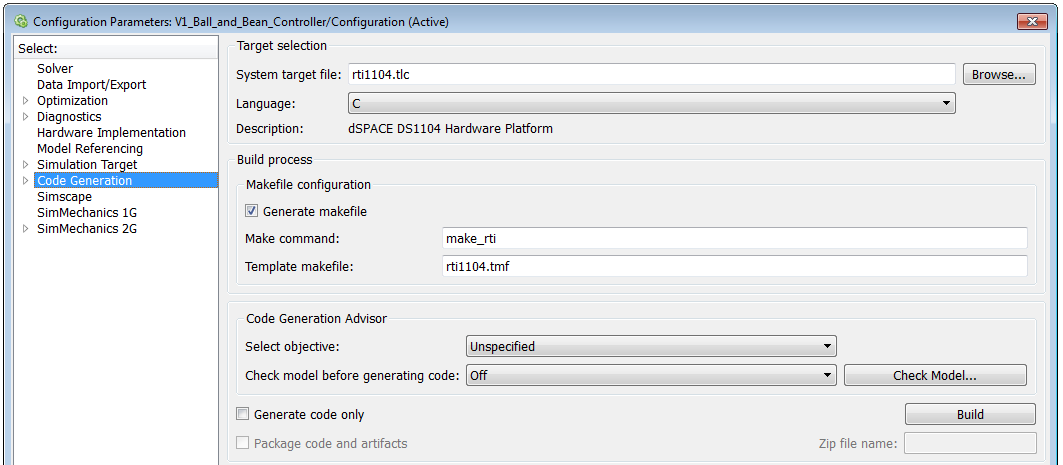 Configuration Parameters: V1_Ball_and_Bean_Controller/Configuration (Active)
Select:
Solver
Data Import/Export
Optimization
Diagnostics
Hardware Implementation
Model Referencing
Simulation Target
Code Generation
Simscape
SimMechanics 1G
SimMechanics 2G
Target selection
System target file: rti1104.tlc Browse...
Language: C
Description: dSPACE DS1104 Hardware Platform
Build process
Makefile configuration
Generate makefile
Make command: make_rti
Template makefile: rti1104.tmf
Code Generation Advisor
Select objective: Unspecified
Check model before generating code: Off Check Model...
Generate code only Build
Package code and artifacts Zip file name: